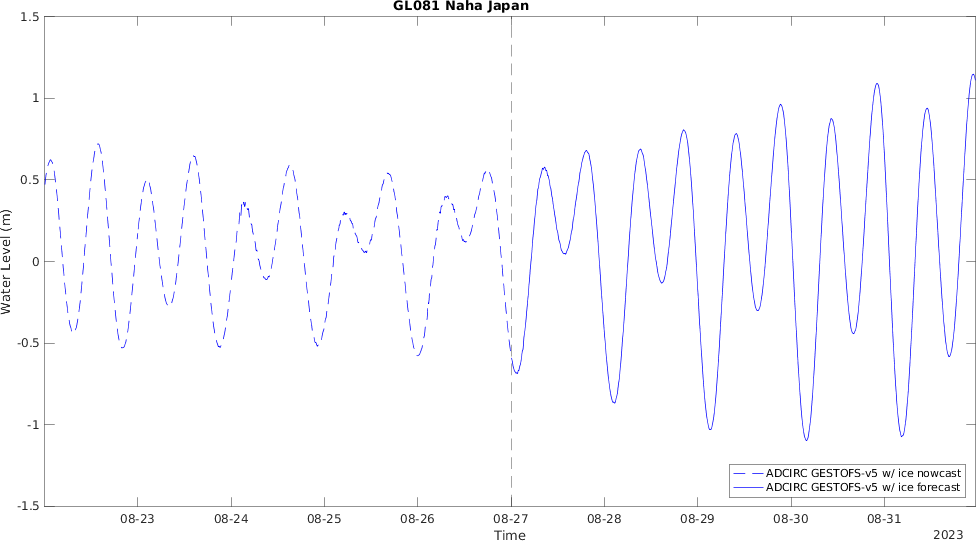 GL081 Naha Japan
1.5
1
0.5
0
-0.5
-1
-1.5
Water Level (m)
ADCIRC GESTOFS-v5 w/ ice nowcast
ADCIRC GESTOFS-v5 w/ ice forecast
08-23 08-24 08-25 08-26 08-27 08-28 08-29 08-30 08-31
Time
2023